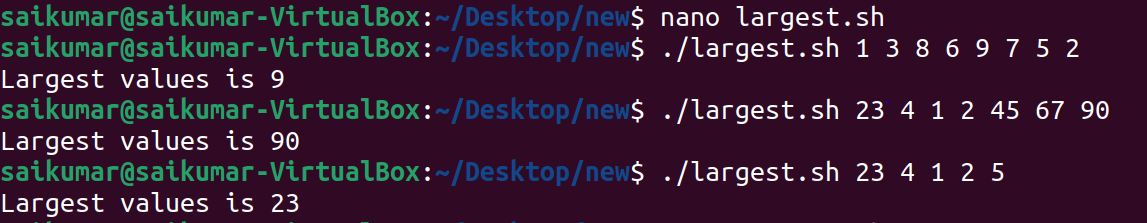 saikumar@saikumar-VirtualBox:~/Desktop/new$ nano largest.sh
saikumar@saikumar-VirtualBox:~/Desktop/new$ ./largest.sh 1 3 8 6 9 7 5 2
Largest values is 9
saikumar@saikumar-VirtualBox:~/Desktop/new$ ./largest.sh 23 4 1 2 45 67 90
Largest values is 90
saikumar@saikumar-VirtualBox:~/Desktop/new$ ./largest.sh 23 4 1 2 5
Largest values is 23